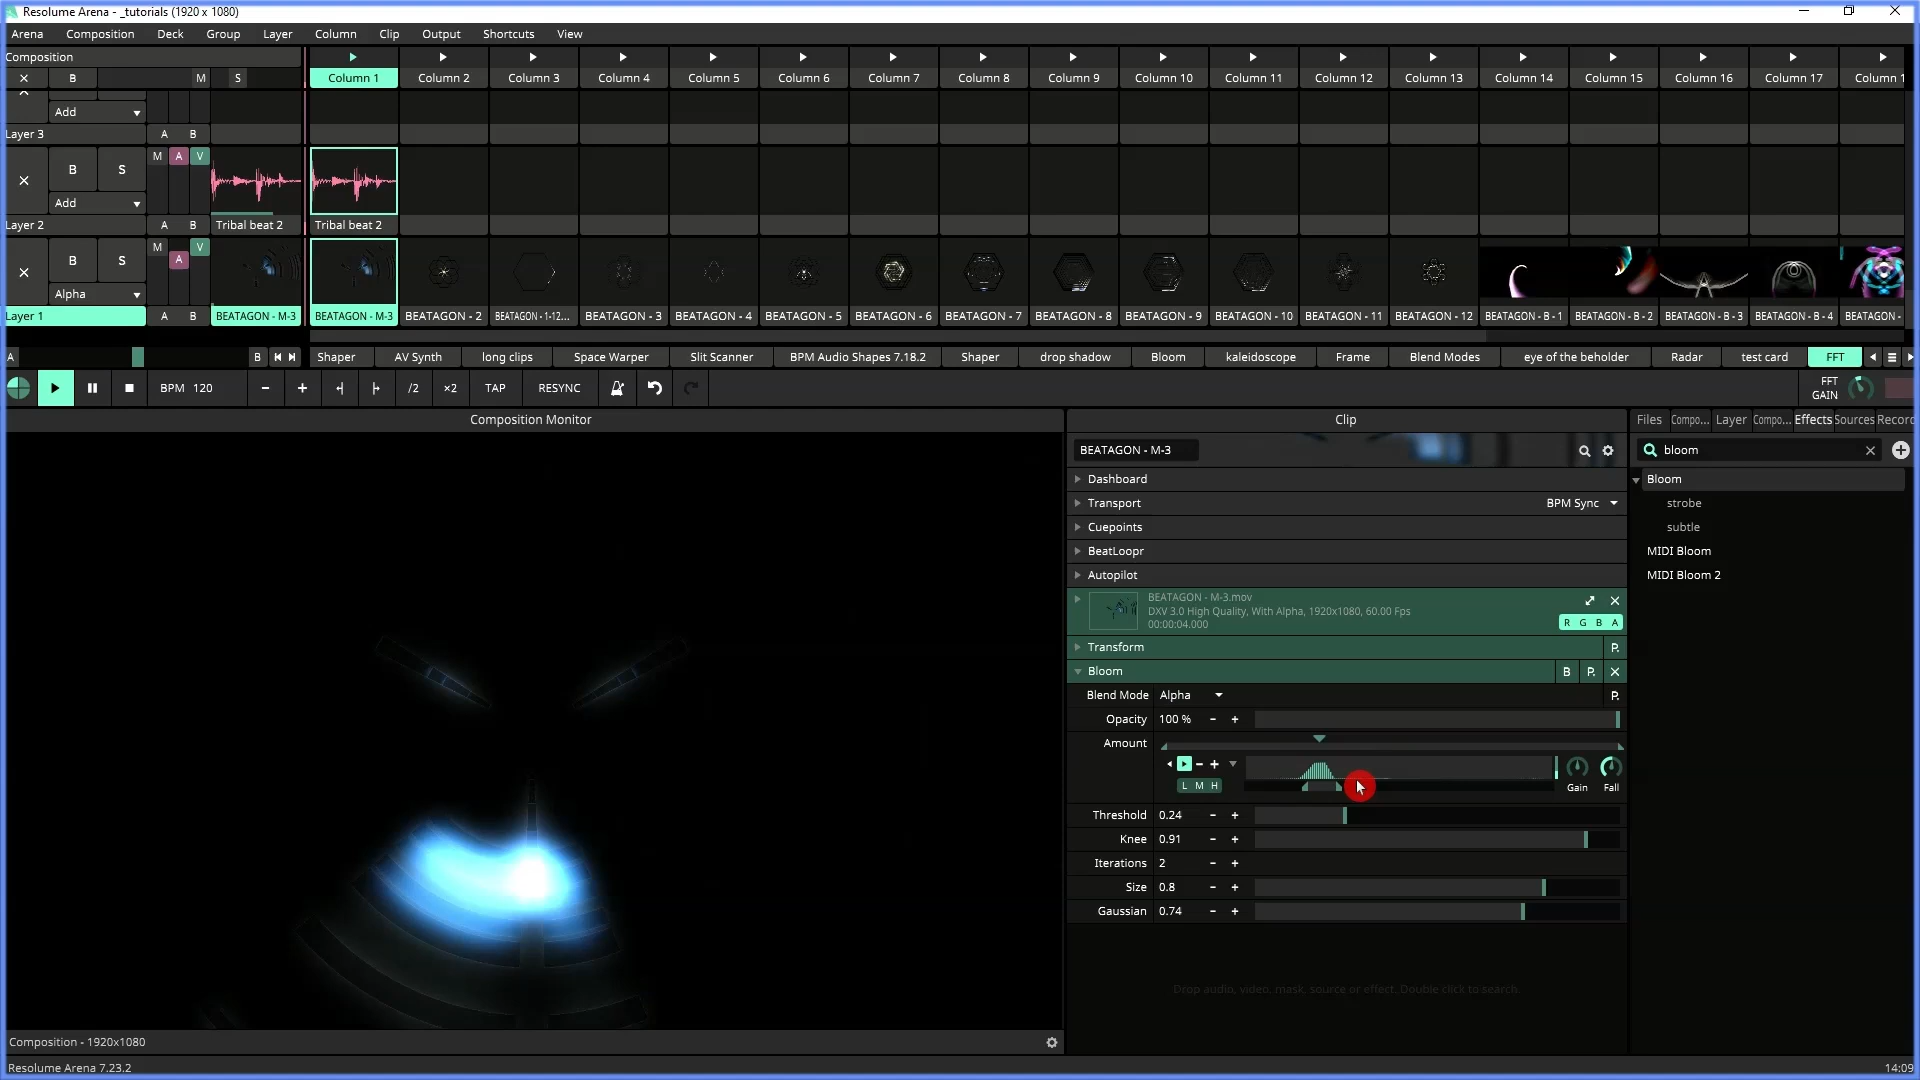 Resolume Arena - _tutorials (1920 x 1080)
Arena Composition Deck Group Layer Column Clip Output Shortcuts View
Composition
B M S Column 1 Column 2 Column 3 Column 4 Column 5 Column 6 Column 7 Column 8 Column 9 Column 10 Column 11 Column 12 Column 13 Column 14 Column 15 Column 16 Column 17 Column 1
Add
Layer 3 A B
B S M A V
Add
Layer 2 A B Tribal beat 2 Tribal beat 2
B S M A V
Alpha
Layer 1 A B BEATAGON - M-3 BEATAGON - M-3 BEATAGON - 2 BEATAGON - 1-12... BEATAGON - 3 BEATAGON - 4 BEATAGON - 5 BEATAGON - 6 BEATAGON - 7 BEATAGON - 8 BEATAGON - 9 BEATAGON - 10 BEATAGON - 11 BEATAGON - 12 BEATAGON - B - 1 BEATAGON - B - 2 BEATAGON - B - 3 BEATAGON - B - 4 BEATAGON -
A B Shaper AV Synth long clips Space Warper Slit Scanner BPM Audio Shapes 7.18.2 Shaper drop shadow Bloom kaleidoscope Frame Blend Modes eye of the beholder Radar test card FFT
BPM 120 - + /2 ×2 TAP RESYNC FFT GAIN
Composition Monitor
Clip
Files Compo... Layer Compo... Effects Sources Record
BEATAGON - M-3
bloom
Dashboard
Bloom
Transport BPM Sync
strobe
Cuepoints
subtle
BeatLoopr
MIDI Bloom
Autopilot
MIDI Bloom 2
BEATAGON - M-3.mov
DXV 3.0 High Quality, With Alpha, 1920x1080, 60.00 Fps
00:00:04.000 R G B A
Transform P.
Bloom B P.
Blend Mode Alpha P.
Opacity 100 % - +
Amount
- +
L M H Gain Fall
Threshold 0.24 - +
Knee 0.91 - +
Iterations 2 - +
Size 0.8 - +
Gaussian 0.74 - +
Drop audio, video, mask, source or effect. Double click to search.
Composition - 1920x1080
Resolume Arena 7.23.2 14:09